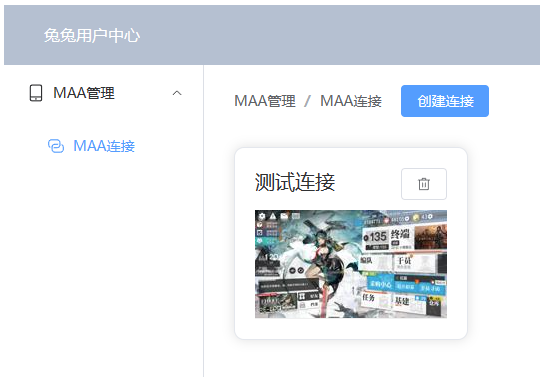 兔兔用户中心
MAA管理
MAA连接
MAA管理 / MAA连接 创建连接
测试连接
135 终端
编队 干员
采购中心
任务 基建